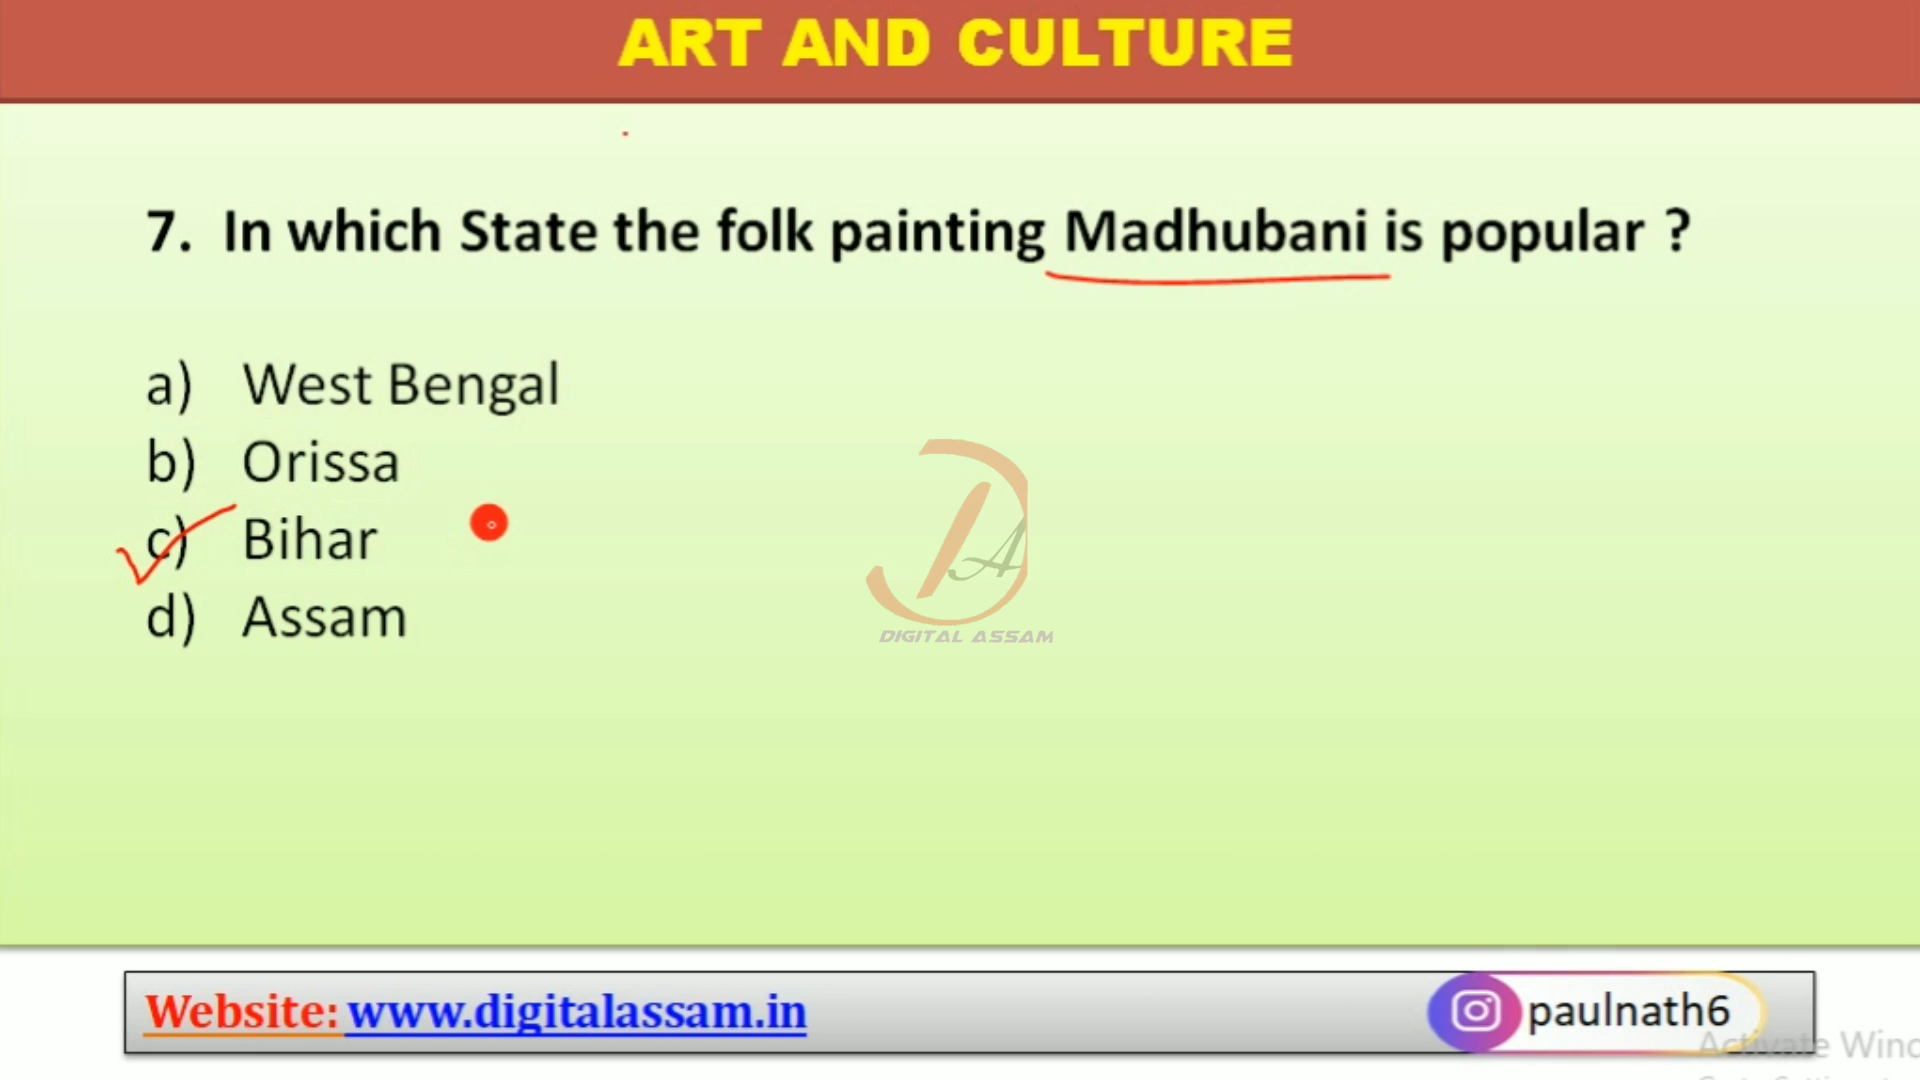 ART AND CULTURE
7. In which State the folk painting Madhubani is popular ?
a) West Bengal
b) Orissa
c) Bihar
d) Assam
DIGITAL ASSAM
Website: www.digitalassam.in
paulnath6
Activate